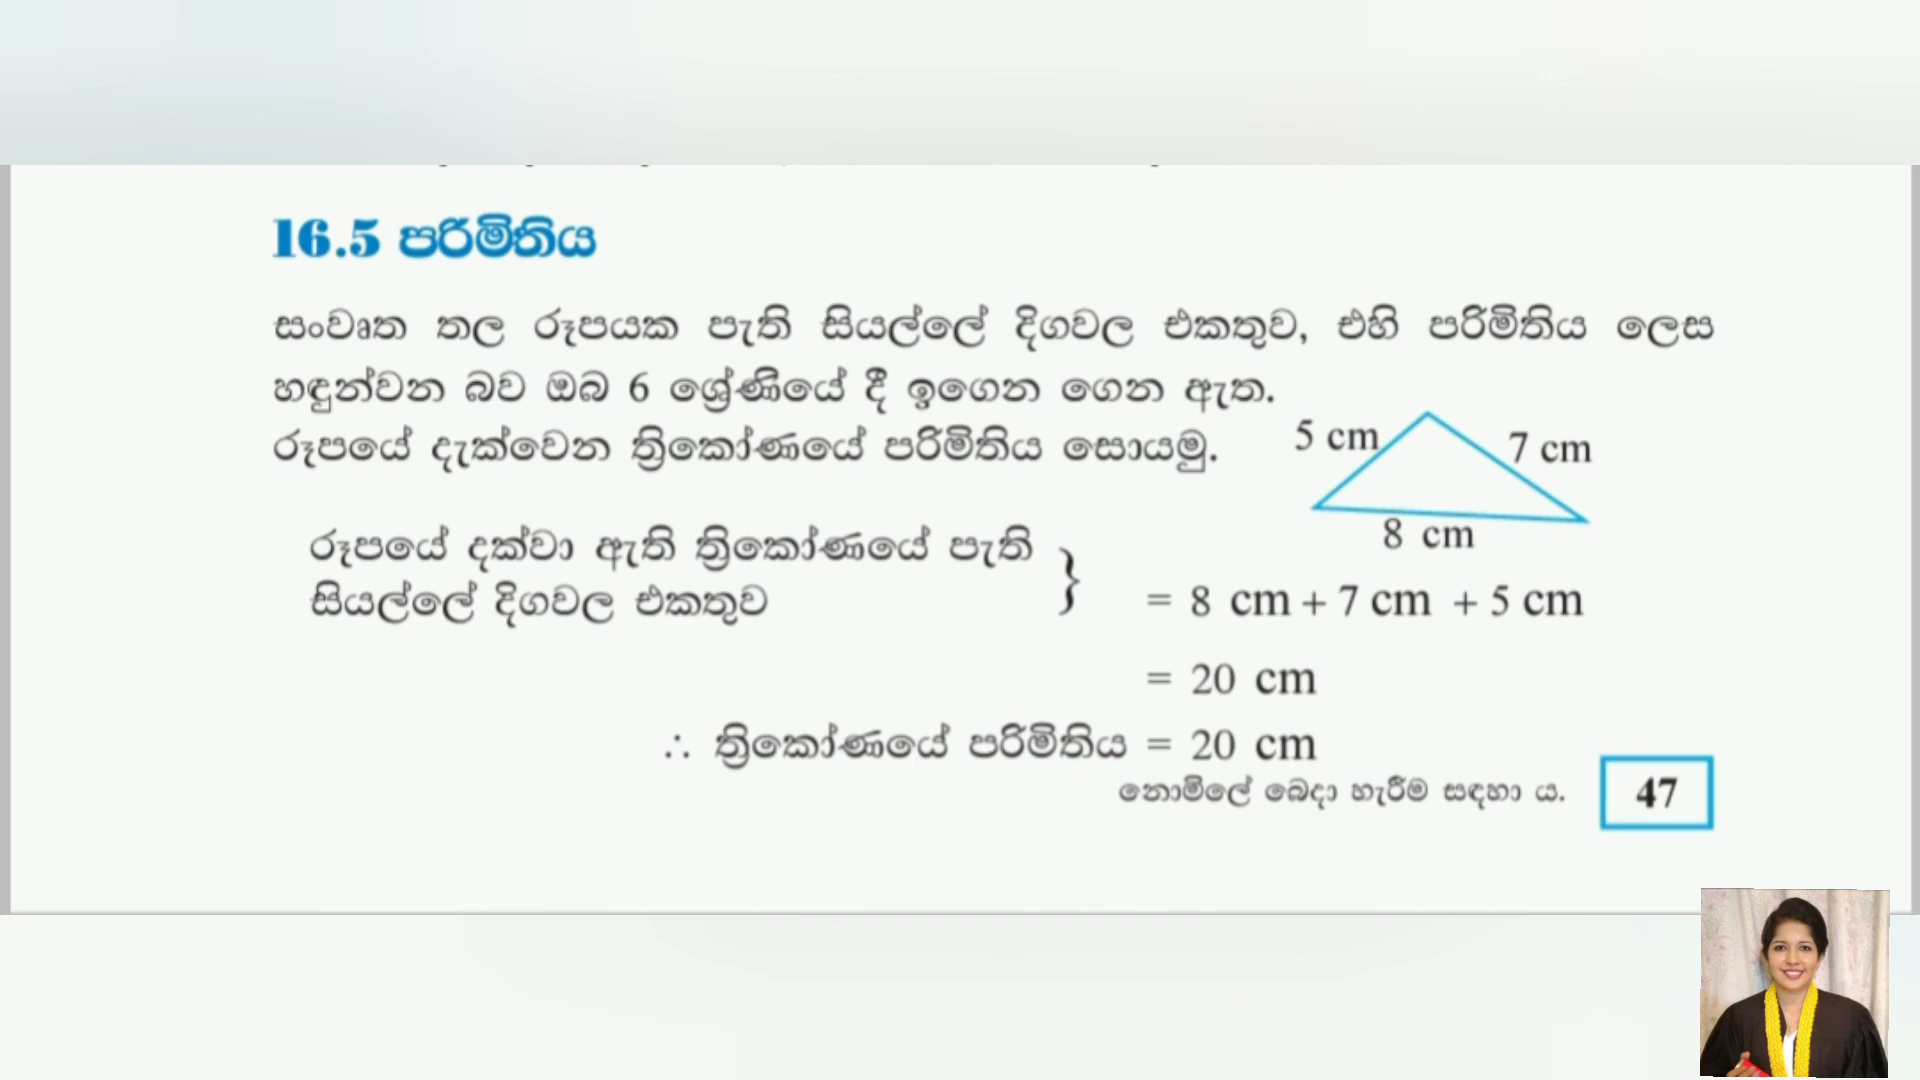 16.5 පරිමිතිය
සංවෘත තල රූපයක පැති සියල්ලේ දිගවල එකතුව, එහි පරිමිතිය ලෙස
හඳුන්වන බව ඔබ 6 ශ්‍රේණියේ දී ඉගෙන ගෙන ඇත.
රූපයේ දැක්වෙන ත්‍රිකෝණයේ පරිමිතිය සොයමු.
5 cm
7 cm
8 cm
රූපයේ දක්වා ඇති ත්‍රිකෝණයේ පැති
සියල්ලේ දිගවල එකතුව } = 8 cm + 7 cm + 5 cm
= 20 cm
∴ ත්‍රිකෝණයේ පරිමිතිය = 20 cm
නොමිලේ බෙදා හැරීම සඳහා ය.
47